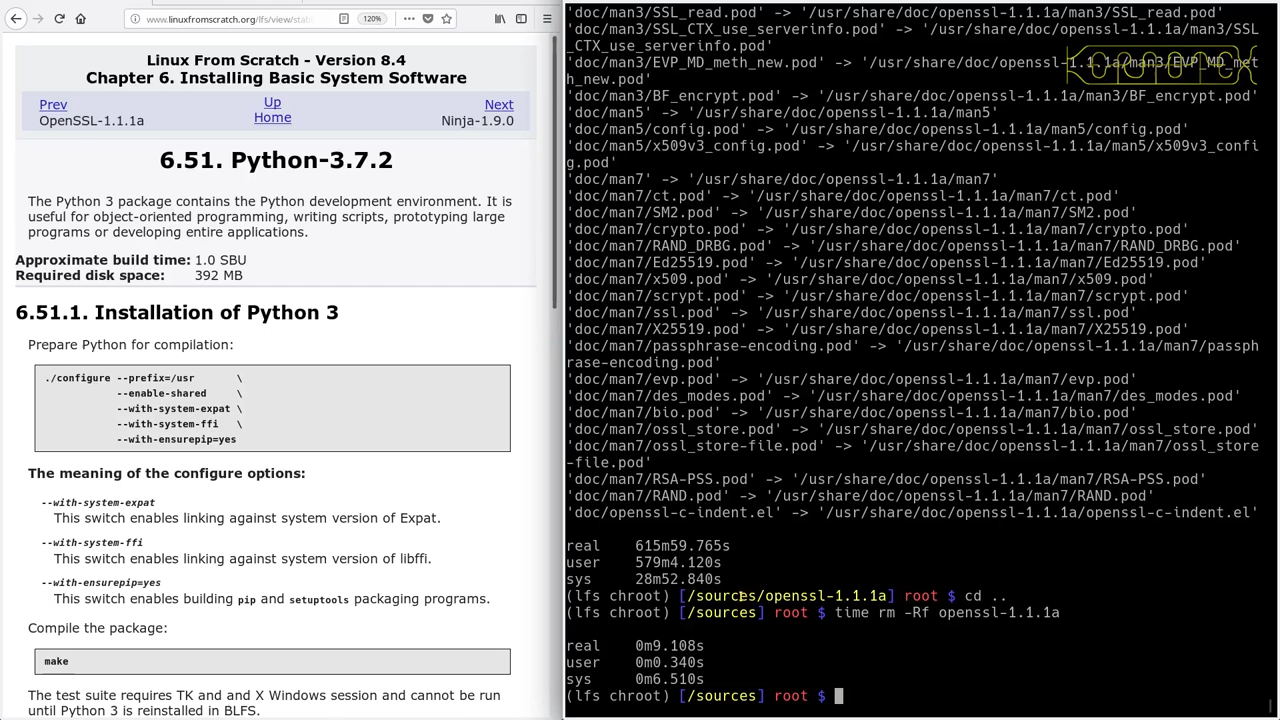 www.linuxfromscratch.org/lfs/view/stab
120%
Linux From Scratch - Version 8.4
Chapter 6. Installing Basic System Software
Prev
Up
Next
OpenSSL-1.1.1a
Home
Ninja-1.9.0
6.51. Python-3.7.2
The Python 3 package contains the Python development environment. It is
useful for object-oriented programming, writing scripts, prototyping large
programs or developing entire applications.
Approximate build time: 1.0 SBU
Required disk space: 392 MB
6.51.1. Installation of Python 3
Prepare Python for compilation:
./configure --prefix=/usr \
--enable-shared \
--with-system-expat \
--with-system-ffi \
--with-ensurepip=yes
The meaning of the configure options:
--with-system-expat
This switch enables linking against system version of Expat.
--with-system-ffi
This switch enables linking against system version of libffi.
--with-ensurepip=yes
This switch enables building pip and setuptools packaging programs.
Compile the package:
make
The test suite requires TK and and X Windows session and cannot be run
until Python 3 is reinstalled in BLFS.
'doc/man3/SSL_read.pod' -> '/usr/share/doc/openssl-1.1.1a/man3/SSL_read.pod'
'doc/man3/SSL_CTX_use_serverinfo.pod' -> '/usr/share/doc/openssl-1.1.1a/man3/SSL
_CTX_use_serverinfo.pod'
'doc/man3/EVP_MD_meth_new.pod' -> '/usr/share/doc/openssl-1.1.1a/man3/EVP_MD_met
h_new.pod'
'doc/man3/BF_encrypt.pod' -> '/usr/share/doc/openssl-1.1.1a/man3/BF_encrypt.pod'
'doc/man5' -> '/usr/share/doc/openssl-1.1.1a/man5'
'doc/man5/config.pod' -> '/usr/share/doc/openssl-1.1.1a/man5/config.pod'
'doc/man5/x509v3_config.pod' -> '/usr/share/doc/openssl-1.1.1a/man5/x509v3_confi
g.pod'
'doc/man7' -> '/usr/share/doc/openssl-1.1.1a/man7'
'doc/man7/ct.pod' -> '/usr/share/doc/openssl-1.1.1a/man7/ct.pod'
'doc/man7/SM2.pod' -> '/usr/share/doc/openssl-1.1.1a/man7/SM2.pod'
'doc/man7/crypto.pod' -> '/usr/share/doc/openssl-1.1.1a/man7/crypto.pod'
'doc/man7/RAND_DRBG.pod' -> '/usr/share/doc/openssl-1.1.1a/man7/RAND_DRBG.pod'
'doc/man7/Ed25519.pod' -> '/usr/share/doc/openssl-1.1.1a/man7/Ed25519.pod'
'doc/man7/x509.pod' -> '/usr/share/doc/openssl-1.1.1a/man7/x509.pod'
'doc/man7/scrypt.pod' -> '/usr/share/doc/openssl-1.1.1a/man7/scrypt.pod'
'doc/man7/ssl.pod' -> '/usr/share/doc/openssl-1.1.1a/man7/ssl.pod'
'doc/man7/X25519.pod' -> '/usr/share/doc/openssl-1.1.1a/man7/X25519.pod'
'doc/man7/passphrase-encoding.pod' -> '/usr/share/doc/openssl-1.1.1a/man7/passph
rase-encoding.pod'
'doc/man7/evp.pod' -> '/usr/share/doc/openssl-1.1.1a/man7/evp.pod'
'doc/man7/des_modes.pod' -> '/usr/share/doc/openssl-1.1.1a/man7/des_modes.pod'
'doc/man7/bio.pod' -> '/usr/share/doc/openssl-1.1.1a/man7/bio.pod'
'doc/man7/ossl_store.pod' -> '/usr/share/doc/openssl-1.1.1a/man7/ossl_store.pod'
'doc/man7/ossl_store-file.pod' -> '/usr/share/doc/openssl-1.1.1a/man7/ossl_store
-file.pod'
'doc/man7/RSA-PSS.pod' -> '/usr/share/doc/openssl-1.1.1a/man7/RSA-PSS.pod'
'doc/man7/RAND.pod' -> '/usr/share/doc/openssl-1.1.1a/man7/RAND.pod'
'doc/openssl-c-indent.el' -> '/usr/share/doc/openssl-1.1.1a/openssl-c-indent.el'
real 615m59.765s
user 579m4.120s
sys 28m52.840s
(lfs chroot) [/sources/openssl-1.1.1a] root $ cd ..
(lfs chroot) [/sources] root $ time rm -Rf openssl-1.1.1a
real 0m9.108s
user 0m0.340s
sys 0m6.510s
(lfs chroot) [/sources] root $